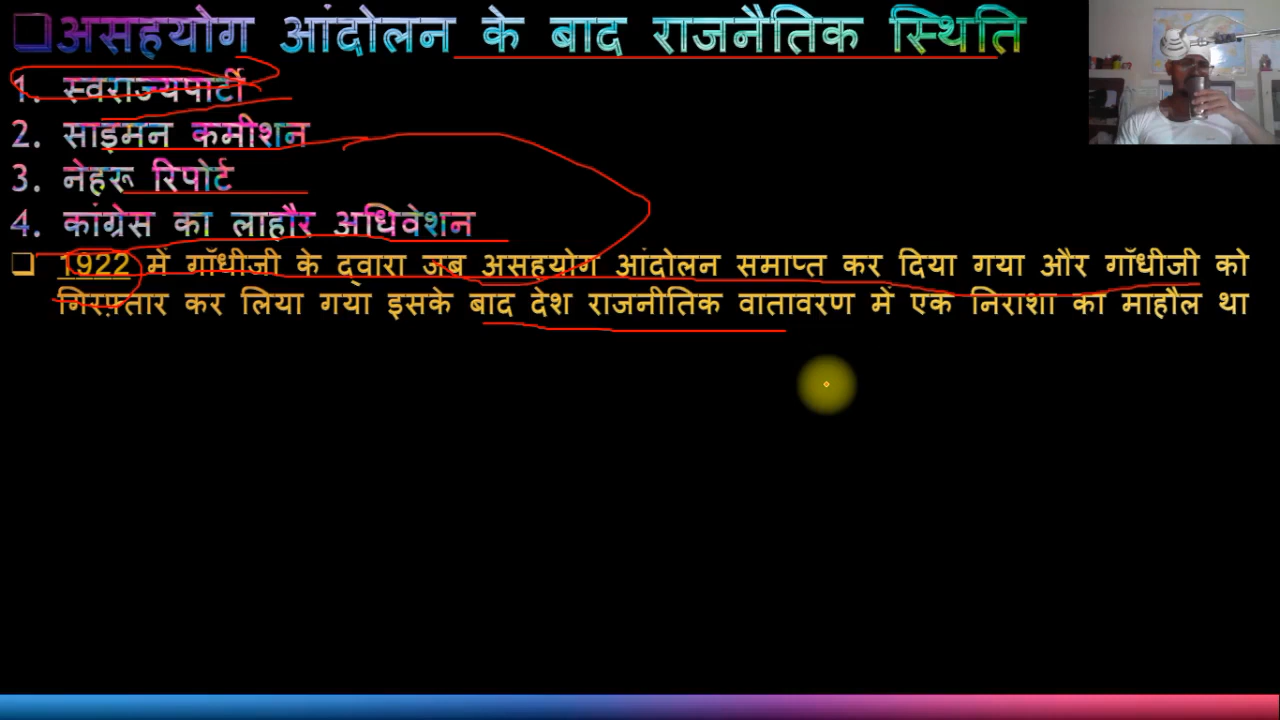 असहयोग आंदोलन के बाद राजनैतिक स्थिति
1. स्वराज्यपार्टी
2. साइमन कमीशन
3. नेहरू रिपोर्ट
4. कांग्रेस का लाहौर अधिवेशन
1922 में गॉधीजी के द्वारा जब असहयोग आंदोलन समाप्त कर दिया गया और गॉधीजी को
गिरफ़्तार कर लिया गया इसके बाद देश राजनीतिक वातावरण में एक निराशा का माहौल था